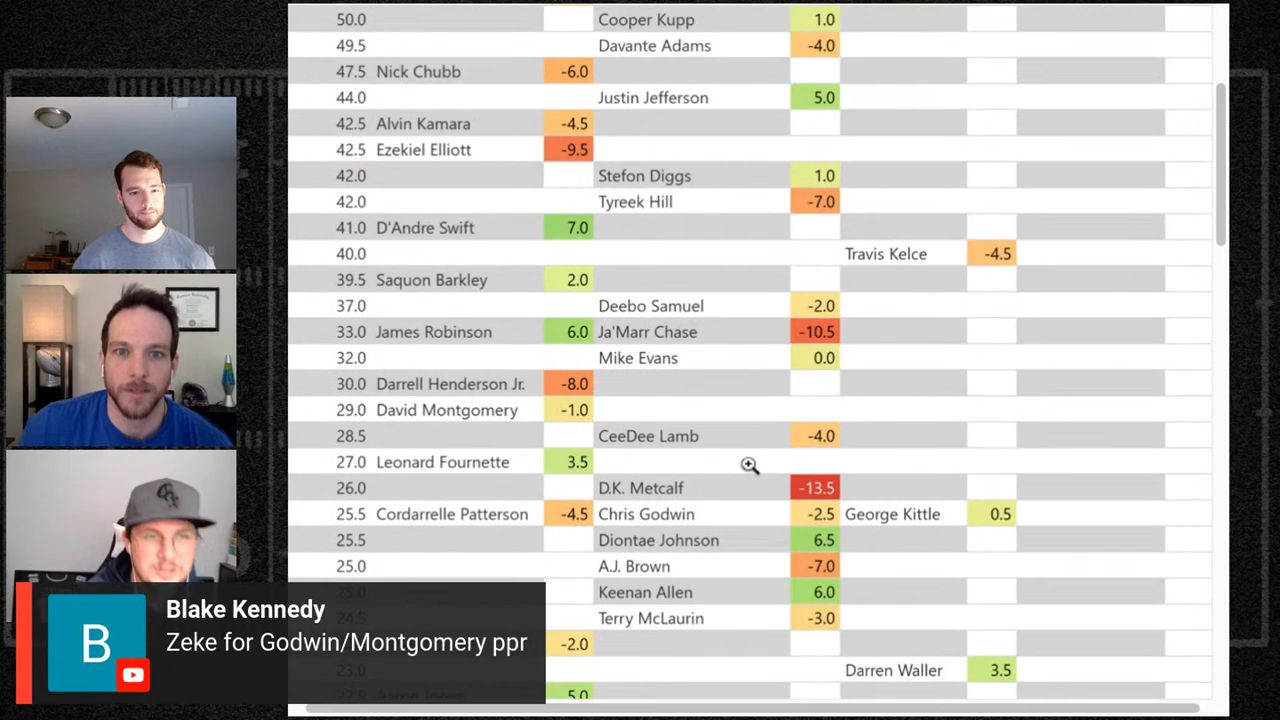 50.0 Cooper Kupp 1.0
49.5 Davante Adams -4.0
47.5 Nick Chubb -6.0
44.0 Justin Jefferson 5.0
42.5 Alvin Kamara -4.5
42.5 Ezekiel Elliott -9.5
42.0 Stefon Diggs 1.0
42.0 Tyreek Hill -7.0
41.0 D'Andre Swift 7.0
40.0 Travis Kelce -4.5
39.5 Saquon Barkley 2.0
37.0 Deebo Samuel -2.0
33.0 James Robinson 6.0 Ja'Marr Chase -10.5
32.0 Mike Evans 0.0
30.0 Darrell Henderson Jr. -8.0
29.0 David Montgomery -1.0
28.5 CeeDee Lamb -4.0
27.0 Leonard Fournette 3.5
26.0 D.K. Metcalf -13.5
25.5 Cordarrelle Patterson -4.5 Chris Godwin -2.5 George Kittle 0.5
25.5 Diontae Johnson 6.5
25.0 A.J. Brown -7.0
25.0 Keenan Allen 6.0
24.5 Terry McLaurin -3.0
-2.0
23.0 Darren Waller 3.5
5.0
B
Blake Kennedy
Zeke for Godwin/Montgomery ppr